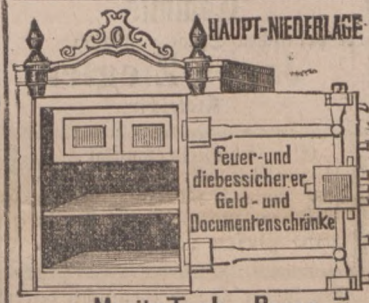 HAUPT-NIEDERLAGE
feuer-und
diebessicherer
Geld-und
Documentenschränke